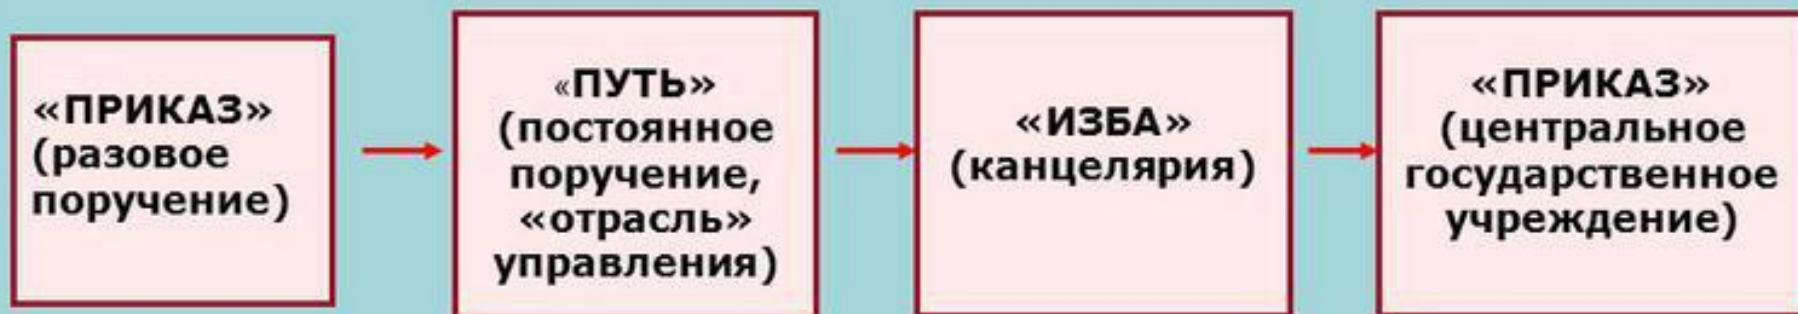 «ПРИКАЗ»
(разовое
поручение)
«ПУТЬ»
(постоянное
поручение,
«отрасль»
управления)
«ИЗБА»
(канцелярия)
«ПРИКАЗ»
(центральное
государственное
учреждение)